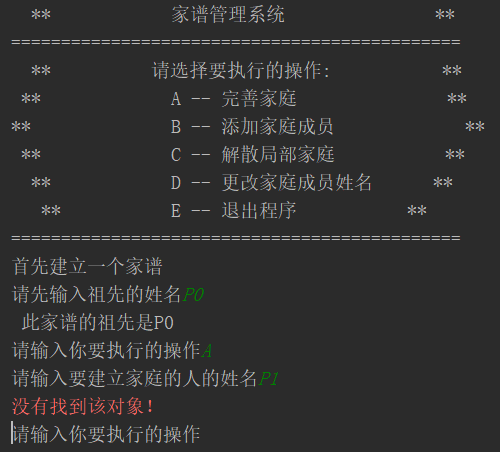 ** 家谱管理系统 **
=============================================
** 请选择要执行的操作: **
** A -- 完善家庭 **
** B -- 添加家庭成员 **
** C -- 解散局部家庭 **
** D -- 更改家庭成员姓名 **
** E -- 退出程序 **
=============================================
首先建立一个家谱
请先输入祖先的姓名P0
此家谱的祖先是P0
请输入你要执行的操作A
请输入要建立家庭的人的姓名P1
没有找到该对象!
请输入你要执行的操作